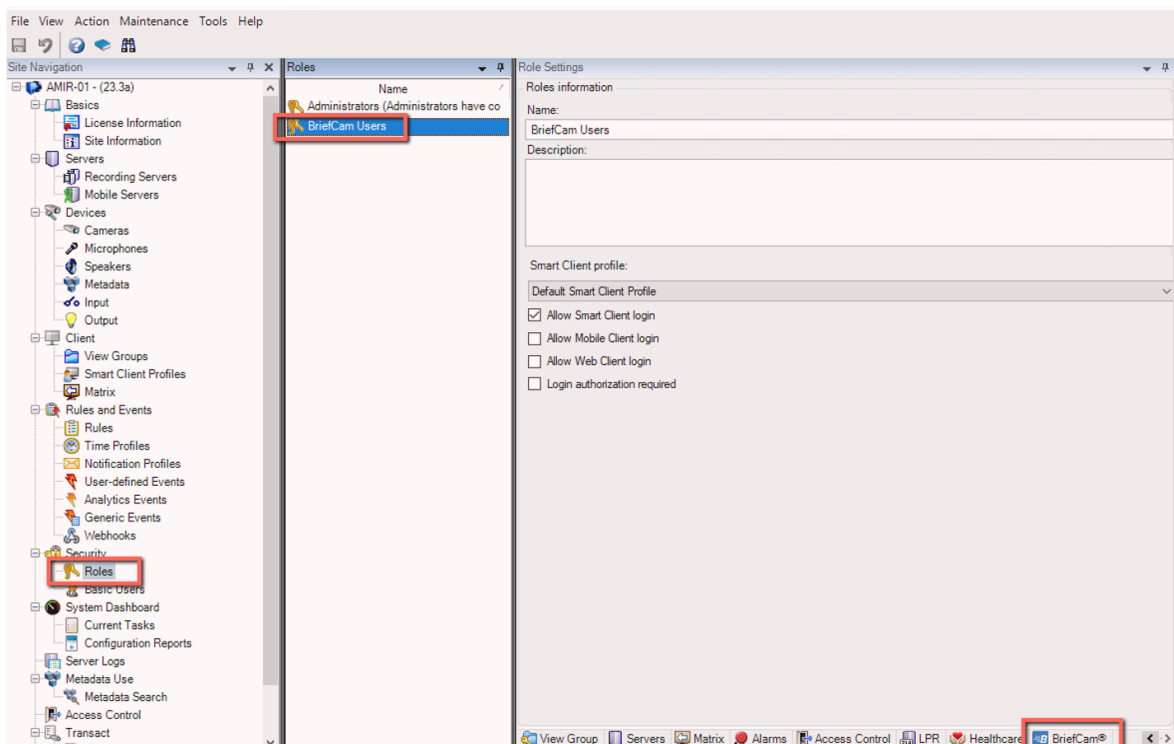 File View Action Maintenance Tools Help
Site Navigation
AMIR-01 - (23.3a)
Basics
License Information
Site Information
Servers
Recording Servers
Mobile Servers
Devices
Cameras
Microphones
Speakers
Metadata
Input
Output
Client
View Groups
Smart Client Profiles
Matrix
Rules and Events
Rules
Time Profiles
Notification Profiles
User-defined Events
Analytics Events
Generic Events
Webhooks
Security
Roles
Basic Users
System Dashboard
Current Tasks
Configuration Reports
Server Logs
Metadata Use
Metadata Search
Access Control
Transact
Roles
Name
Administrators (Administrators have co
BriefCam Users
Role Settings
Roles information
Name:
BriefCam Users
Description:
Smart Client profile:
Default Smart Client Profile
Allow Smart Client login
Allow Mobile Client login
Allow Web Client login
Login authorization required
View Group Servers Matrix Alarms Access Control LPR Healthcare BriefCam®